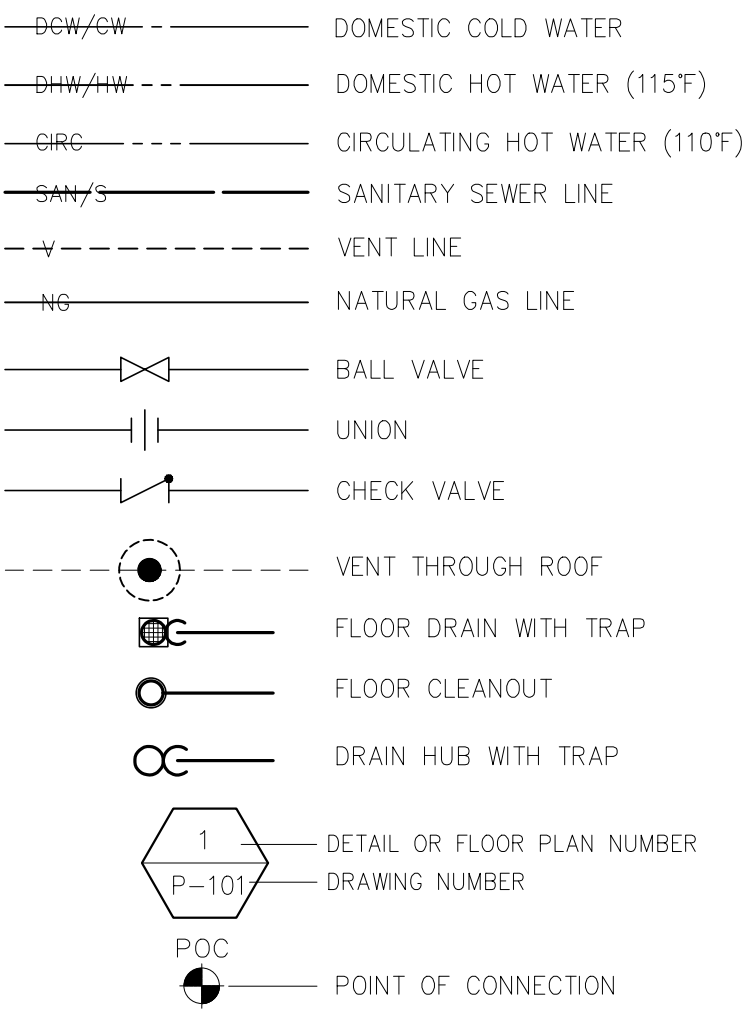 DCW/CW DOMESTIC COLD WATER
DHW/HW DOMESTIC HOT WATER (115°F)
CIRC CIRCULATING HOT WATER (110°F)
SAN/S SANITARY SEWER LINE
V VENT LINE
NG NATURAL GAS LINE
BALL VALVE
UNION
CHECK VALVE
VENT THROUGH ROOF
FLOOR DRAIN WITH TRAP
FLOOR CLEANOUT
DRAIN HUB WITH TRAP
1 DETAIL OR FLOOR PLAN NUMBER
P-101 DRAWING NUMBER
POC
POINT OF CONNECTION